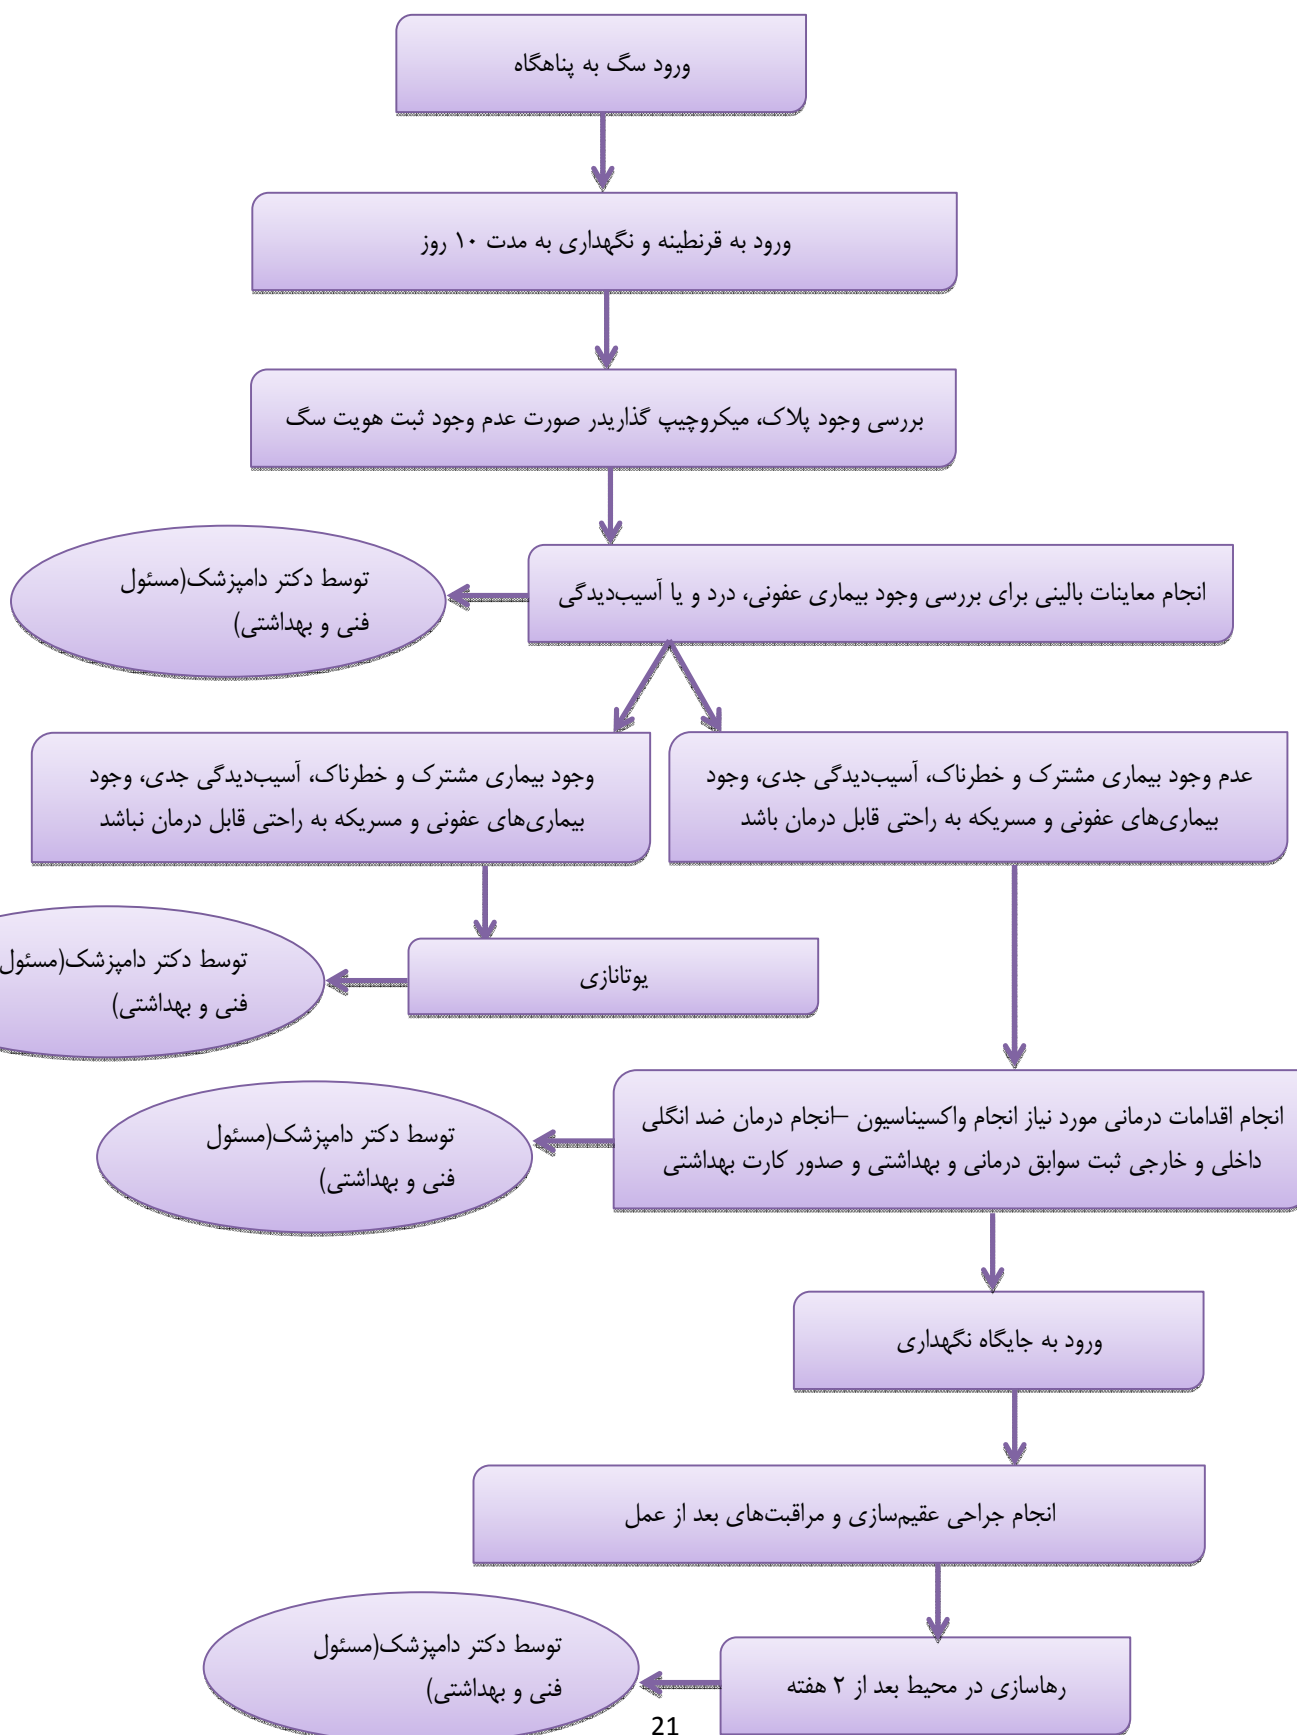 ورود سگ به پناهگاه
ورود به قرنطینه و نگهداری به مدت ۱۰ روز
بررسی وجود پلاک، میکروچیپ گذاریدر صورت عدم وجود ثبت هویت سگ
انجام معاینات بالینی برای بررسی وجود بیماری عفونی، درد و یا آسیب‌دیدگی
توسط دکتر دامپزشک(مسئول
فنی و بهداشتی)
عدم وجود بیماری مشترک و خطرناک، آسیب‌دیدگی جدی، وجود
بیماری‌های عفونی و مسریکه به راحتی قابل درمان باشد
وجود بیماری مشترک و خطرناک، آسیب‌دیدگی جدی، وجود
بیماری‌های عفونی و مسریکه به راحتی قابل درمان نباشد
یوتانازی
توسط دکتر دامپزشک(مسئول
فنی و بهداشتی)
انجام اقدامات درمانی مورد نیاز انجام واکسیناسیون –انجام درمان ضد انگلی
داخلی و خارجی ثبت سوابق درمانی و بهداشتی و صدور کارت بهداشتی
توسط دکتر دامپزشک(مسئول
فنی و بهداشتی)
ورود به جایگاه نگهداری
انجام جراحی عقیم‌سازی و مراقبت‌های بعد از عمل
رهاسازی در محیط بعد از ۲ هفته
توسط دکتر دامپزشک(مسئول
فنی و بهداشتی)
21